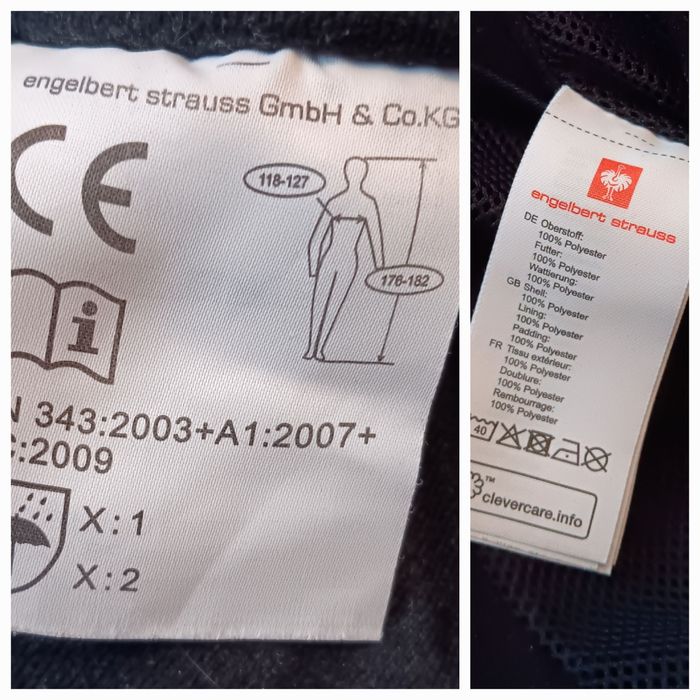 engelbert strauss GmbH & Co.KG
CE
118-127
176-182
i
N 343:2003+A1:2007+
:2009
X:1
X:2
engelbert strauss
DE Oberstoff:
100% Polyester
Futter:
100% Polyester
Wattierung:
100% Polyester
GB Shell:
100% Polyester
Lining:
100% Polyester
Padding:
100% Polyester
FR Tissu extérieur:
100% Polyester
Doublure:
100% Polyester
Rembourrage:
100% Polyester
40
TM
clevercare.info